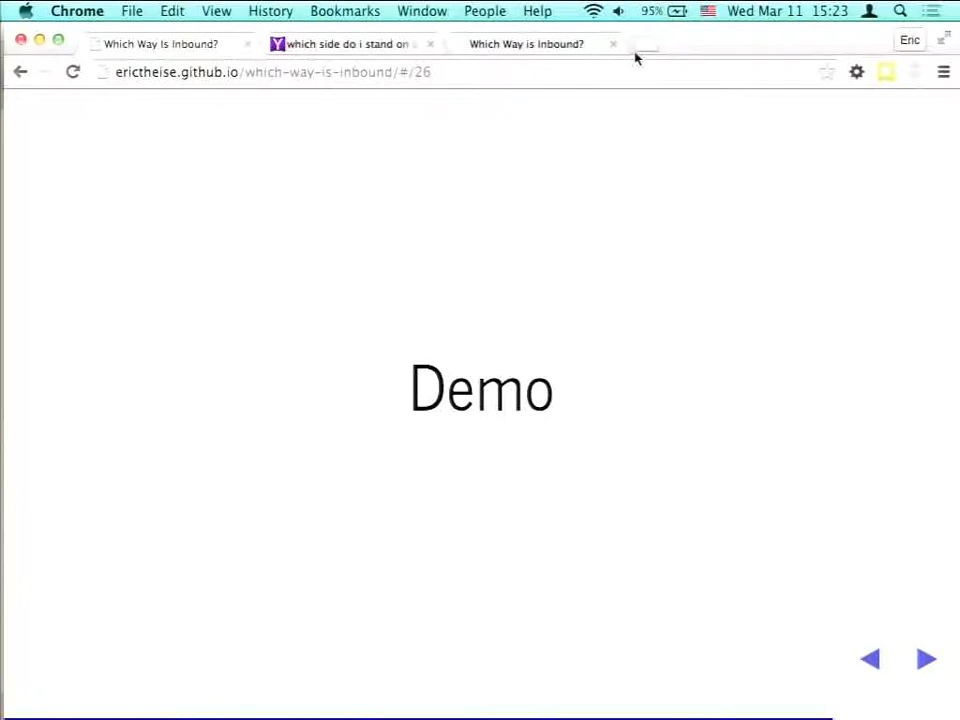 Chrome File Edit View History Bookmarks Window People Help 95% Wed Mar 11 15:23
Which Way Is Inbound? which side do i stand on Which Way is Inbound? Eric
erictheise.github.io/which-way-is-inbound/#/26
Demo